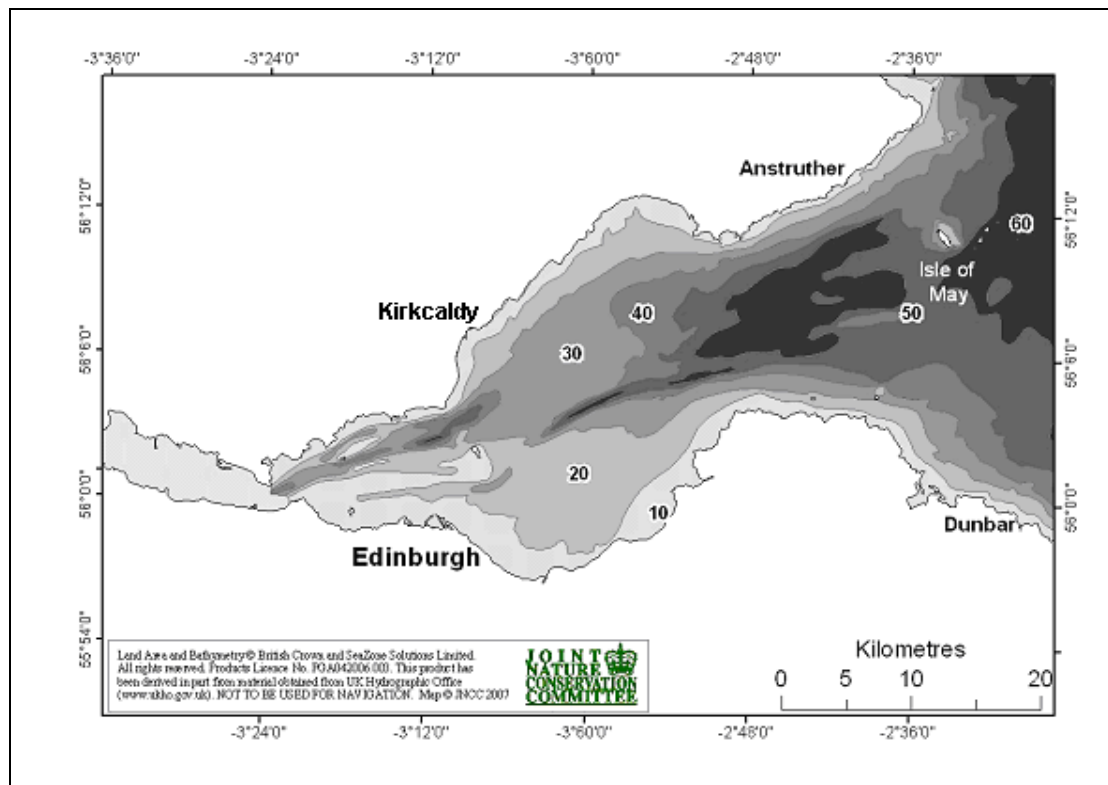 -3°36'0" -3°24'0" -3°12'0" -3°60'0" -2°48'0" -2°36'0"
Anstruther
56°12'0" 56°12'0"
60
Isle of
May
Kirkcaldy
40
50
30
56°6'0" 56°6'0"
20
56°0'0" 56°0'0"
10
Dunbar
Edinburgh
55°54'0"
Land Area and Bathymetry© British Crown and SeaZone Solutions Limited.
All rights reserved. Products Licence No. PGA042006.003. This product has
been derived in part from material obtained from UK Hydrographic Office
(www.ukho.gov.uk). NOT TO BE USED FOR NAVIGATION. Map © JNCC 2007
JOINT
NATURE
CONSERVATION
COMMITTEE
Kilometres
0 5 10 20
-3°24'0" -3°12'0" -3°60'0" -2°48'0" -2°36'0"